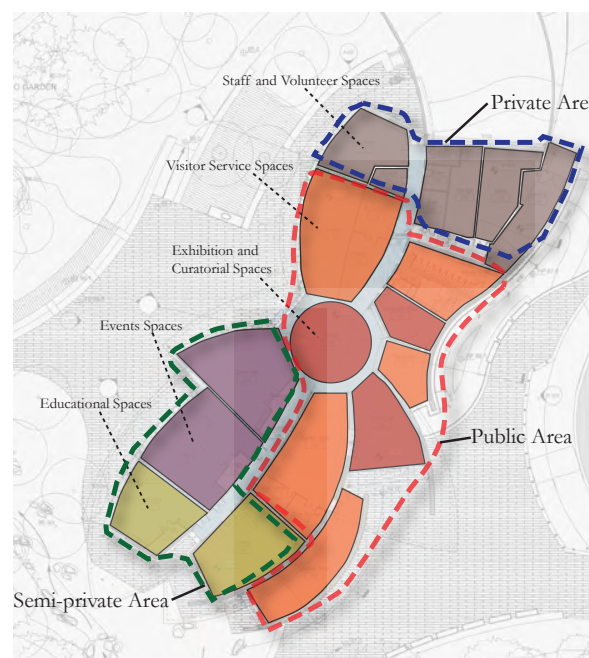 Staff and Volunteer Spaces
Private Are
Visitor Service Spaces
Exhibition and
Curatorial Spaces
Events Spaces
Educational Spaces
Public Area
Semi-private Area